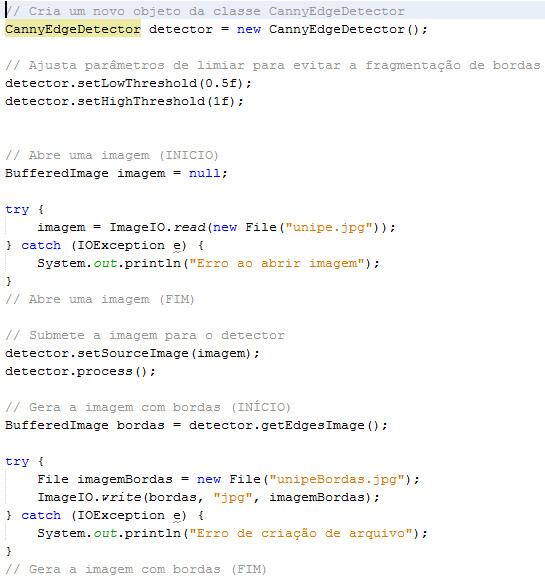 // Cria um novo objeto da classe CannyEdgeDetector
CannyEdgeDetector detector = new CannyEdgeDetector();
// Ajusta parâmetros de limiar para evitar a fragmentação de bordas
detector.setLowThreshold(0.5f);
detector.setHighThreshold(1f);
// Abre uma imagem (INICIO)
BufferedImage imagem = null;
try {
    imagem = ImageIO.read(new File("unipe.jpg"));
} catch (IOException e) {
    System.out.println("Erro ao abrir imagem");
}
// Abre uma imagem (FIM)
// Submete a imagem para o detector
detector.setSourceImage(imagem);
detector.process();
// Gera a imagem com bordas (INÍCIO)
BufferedImage bordas = detector.getEdgesImage();
try {
    File imagemBordas = new File("unipeBordas.jpg");
    ImageIO.write(bordas, "jpg", imagemBordas);
} catch (IOException e) {
    System.out.println("Erro de criação de arquivo");
}
// Gera a imagem com bordas (FIM)